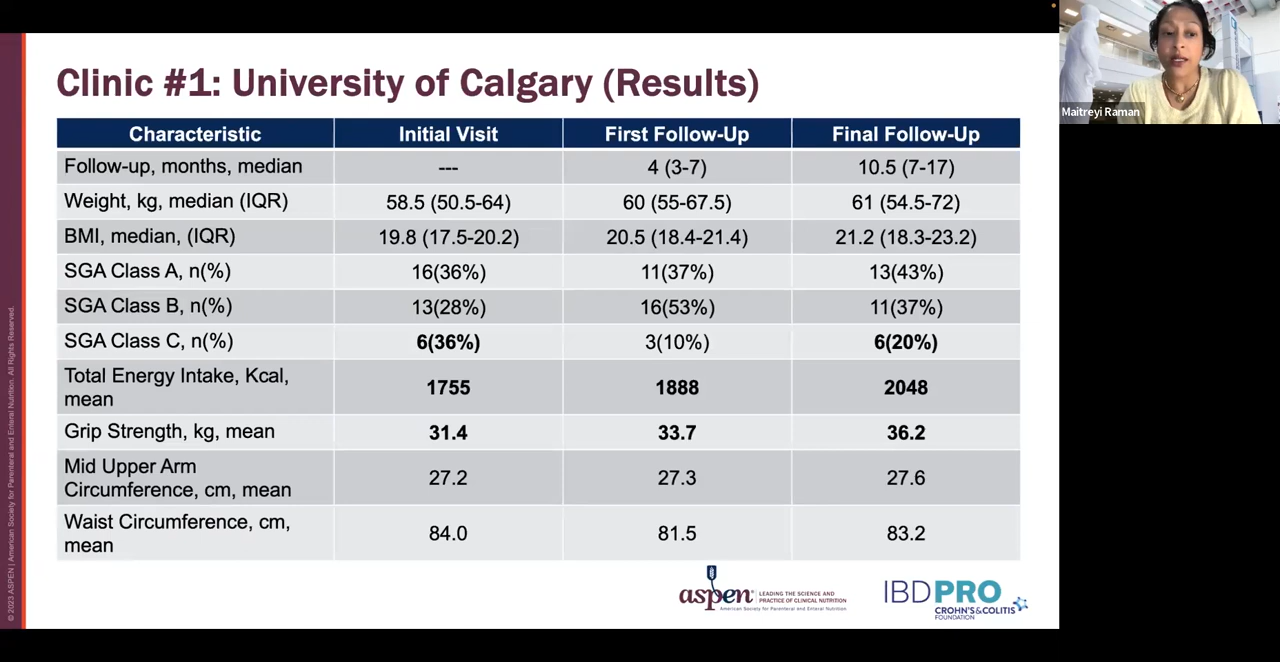 Clinic #1: University of Calgary (Results)
Characteristic Initial Visit First Follow-Up Final Follow-Up
Follow-up, months, median --- 4 (3-7) 10.5 (7-17)
Weight, kg, median (IQR) 58.5 (50.5-64) 60 (55-67.5) 61 (54.5-72)
BMI, median, (IQR) 19.8 (17.5-20.2) 20.5 (18.4-21.4) 21.2 (18.3-23.2)
SGA Class A, n(%) 16(36%) 11(37%) 13(43%)
SGA Class B, n(%) 13(28%) 16(53%) 11(37%)
SGA Class C, n(%) 6(36%) 3(10%) 6(20%)
Total Energy Intake, Kcal,
mean 1755 1888 2048
Grip Strength, kg, mean 31.4 33.7 36.2
Mid Upper Arm
Circumference, cm, mean 27.2 27.3 27.6
Waist Circumference, cm,
mean 84.0 81.5 83.2
aspen LEADING THE SCIENCE AND
PRACTICE OF CLINICAL NUTRITION
American Society for Parenteral and Enteral Nutrition
IBDPRO
CROHN'S&COLITIS
FOUNDATION
© 2023 ASPEN | American Society for Parenteral and Enteral Nutrition. All Rights Reserved.
Maitreyi Raman